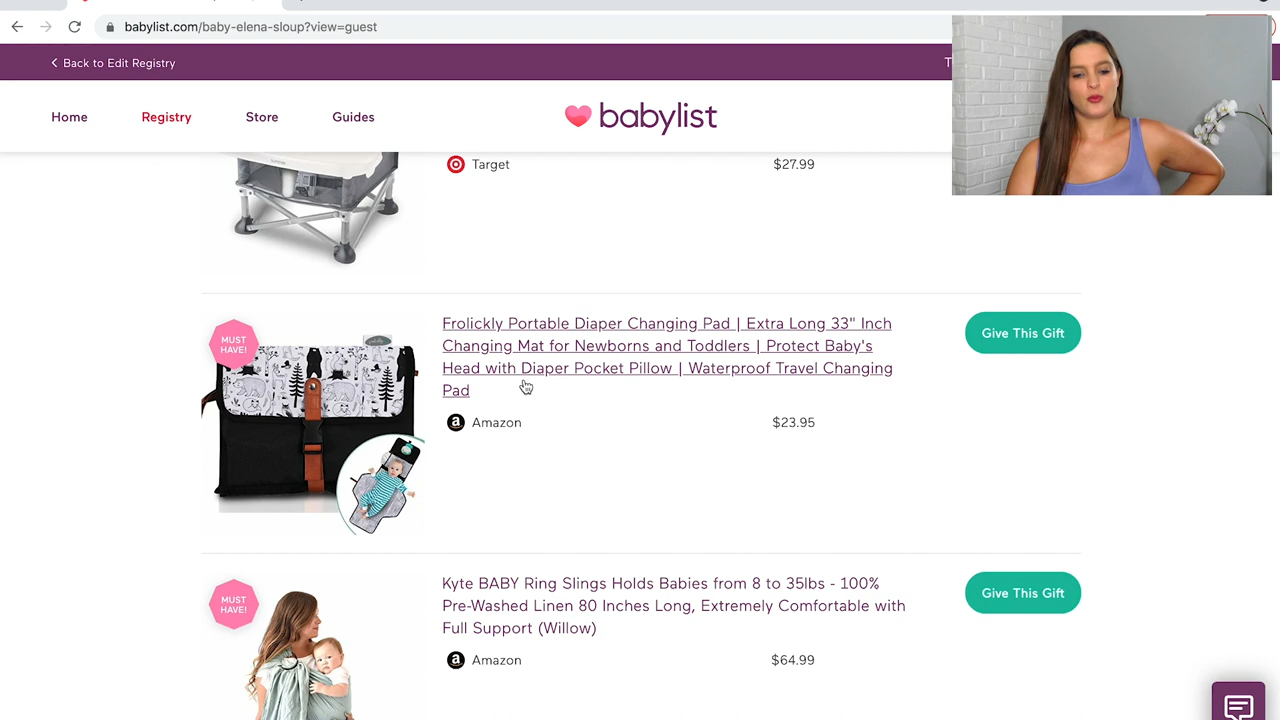 babylist.com/baby-elena-sloup?view=guest
Back to Edit Registry
Home
Registry
Store
Guides
babylist
Target
$27.99
MUST
HAVE!
Frolickly Portable Diaper Changing Pad | Extra Long 33" Inch
Changing Mat for Newborns and Toddlers | Protect Baby's
Head with Diaper Pocket Pillow | Waterproof Travel Changing
Pad
Amazon
$23.95
Give This Gift
MUST
HAVE!
Kyte BABY Ring Slings Holds Babies from 8 to 35lbs - 100%
Pre-Washed Linen 80 Inches Long, Extremely Comfortable with
Full Support (Willow)
Amazon
$64.99
Give This Gift